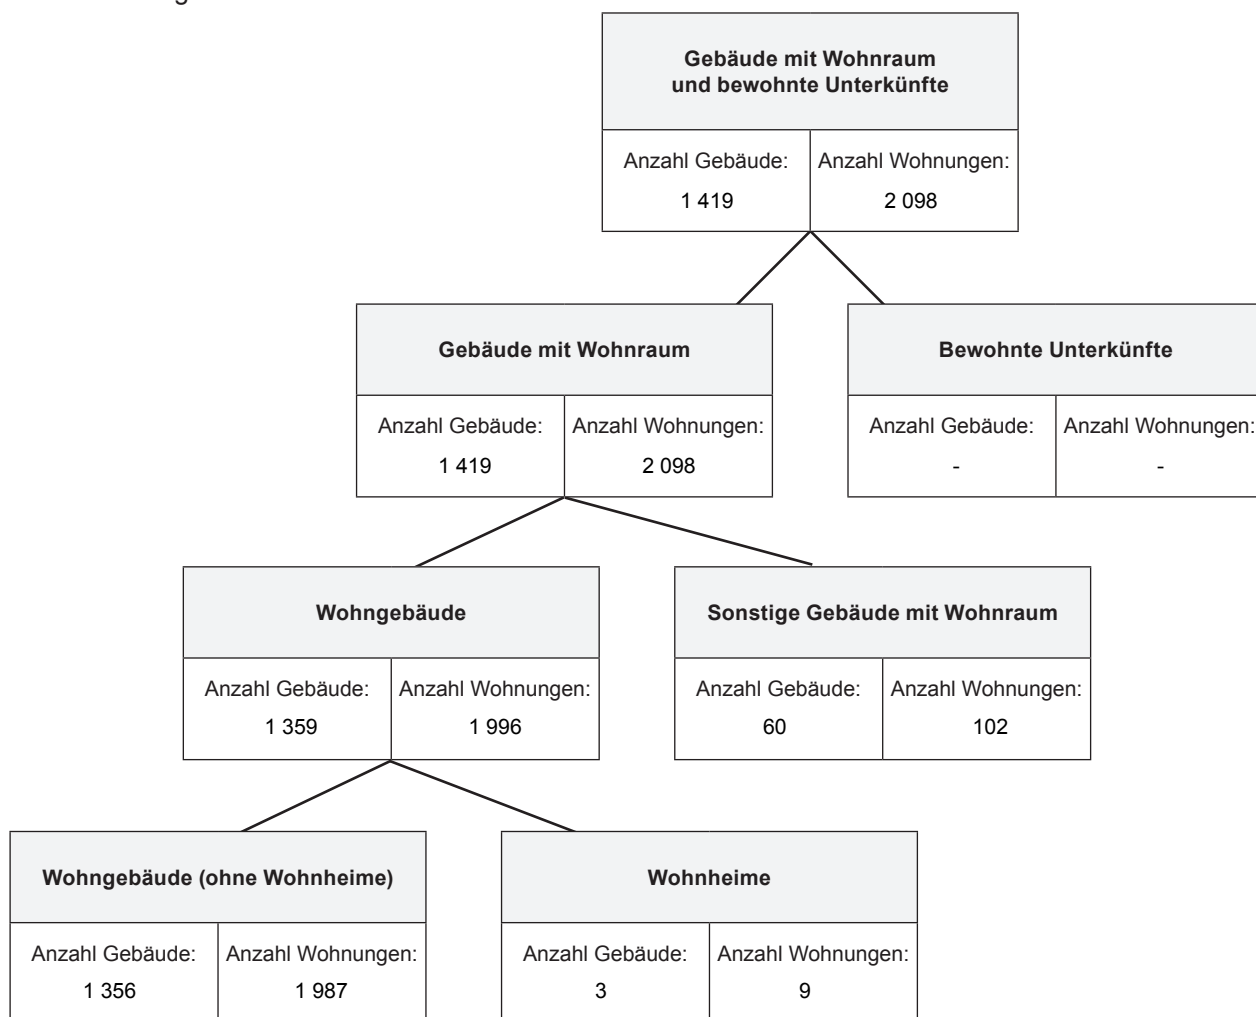 Gebäude mit Wohnraum
und bewohnte Unterkünfte
Anzahl Gebäude: Anzahl Wohnungen:
1 419 2 098
Gebäude mit Wohnraum Bewohnte Unterkünfte
Anzahl Gebäude: Anzahl Wohnungen: Anzahl Gebäude: Anzahl Wohnungen:
1 419 2 098 - -
Wohngebäude Sonstige Gebäude mit Wohnraum
Anzahl Gebäude: Anzahl Wohnungen: Anzahl Gebäude: Anzahl Wohnungen:
1 359 1 996 60 102
Wohngebäude (ohne Wohnheime) Wohnheime
Anzahl Gebäude: Anzahl Wohnungen: Anzahl Gebäude: Anzahl Wohnungen:
1 356 1 987 3 9